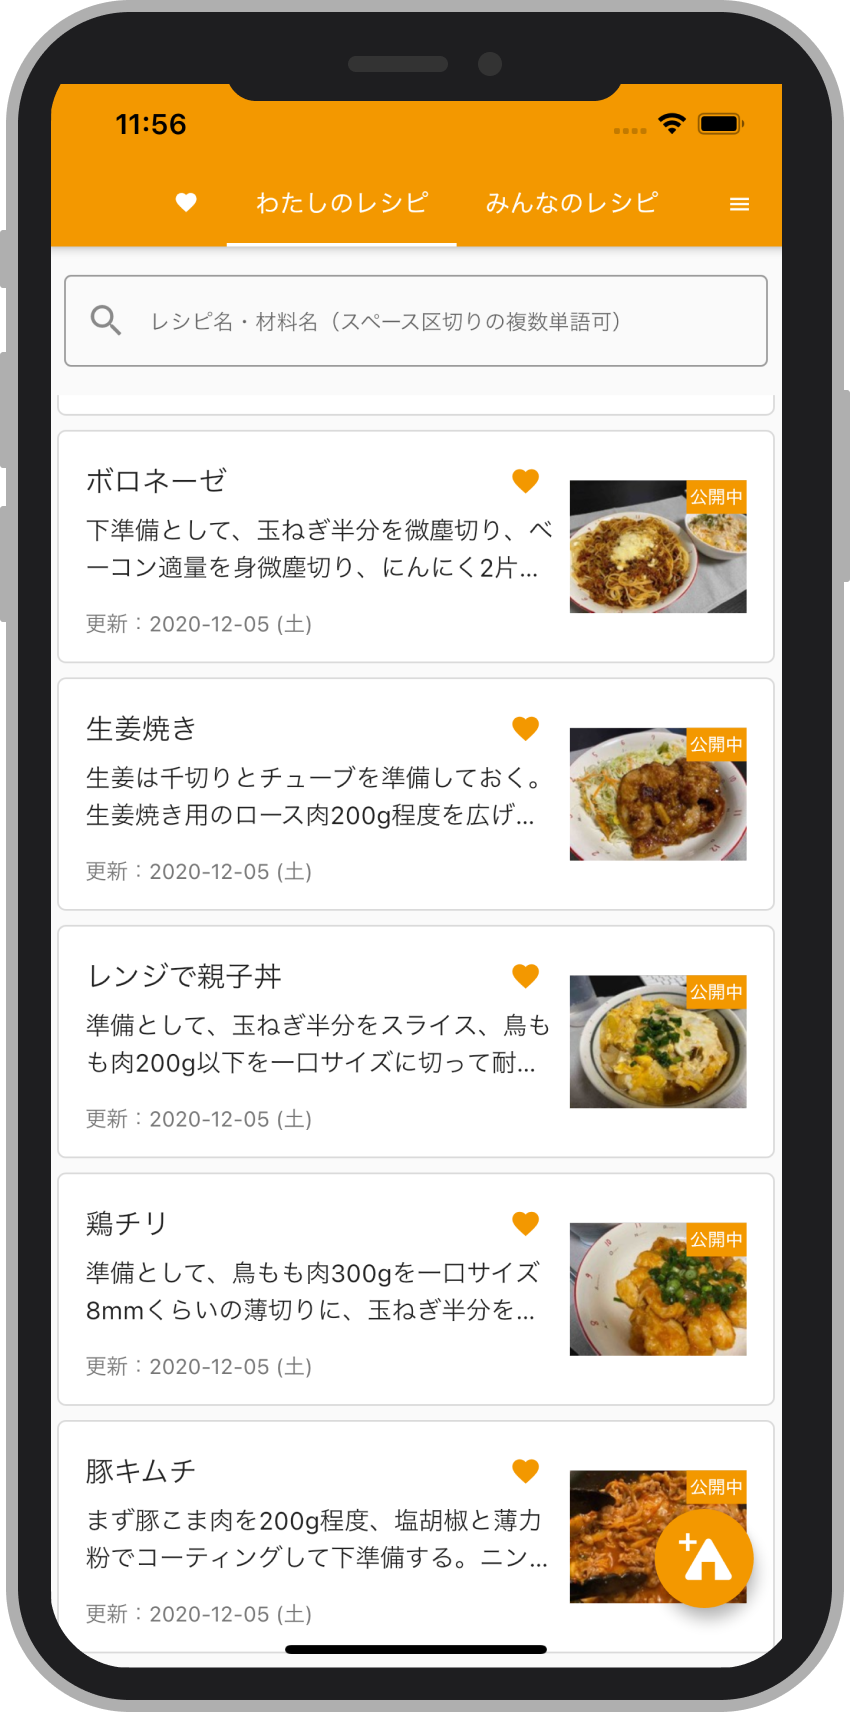 11:56
わたしのレシピ みんなのレシピ
レシピ名・材料名（スペース区切りの複数単語可）
ボロネーゼ
公開中
下準備として、玉ねぎ半分を微塵切り、ベ
ーコン適量を身微塵切り、にんにく2片...
更新：2020-12-05 (土)
生姜焼き
公開中
生姜は千切りとチューブを準備しておく。
生姜焼き用のロース肉200g程度を広げ...
更新：2020-12-05 (土)
レンジで親子丼
公開中
準備として、玉ねぎ半分をスライス、鳥も
も肉200g以下を一口サイズに切って耐...
更新：2020-12-05 (土)
鶏チリ
公開中
準備として、鳥もも肉300gを一口サイズ
8mmくらいの薄切りに、玉ねぎ半分を...
更新：2020-12-05 (土)
豚キムチ
公開中
まず豚こま肉を200g程度、塩胡椒と薄力
粉でコーティングして下準備する。ニン...
更新：2020-12-05 (土)